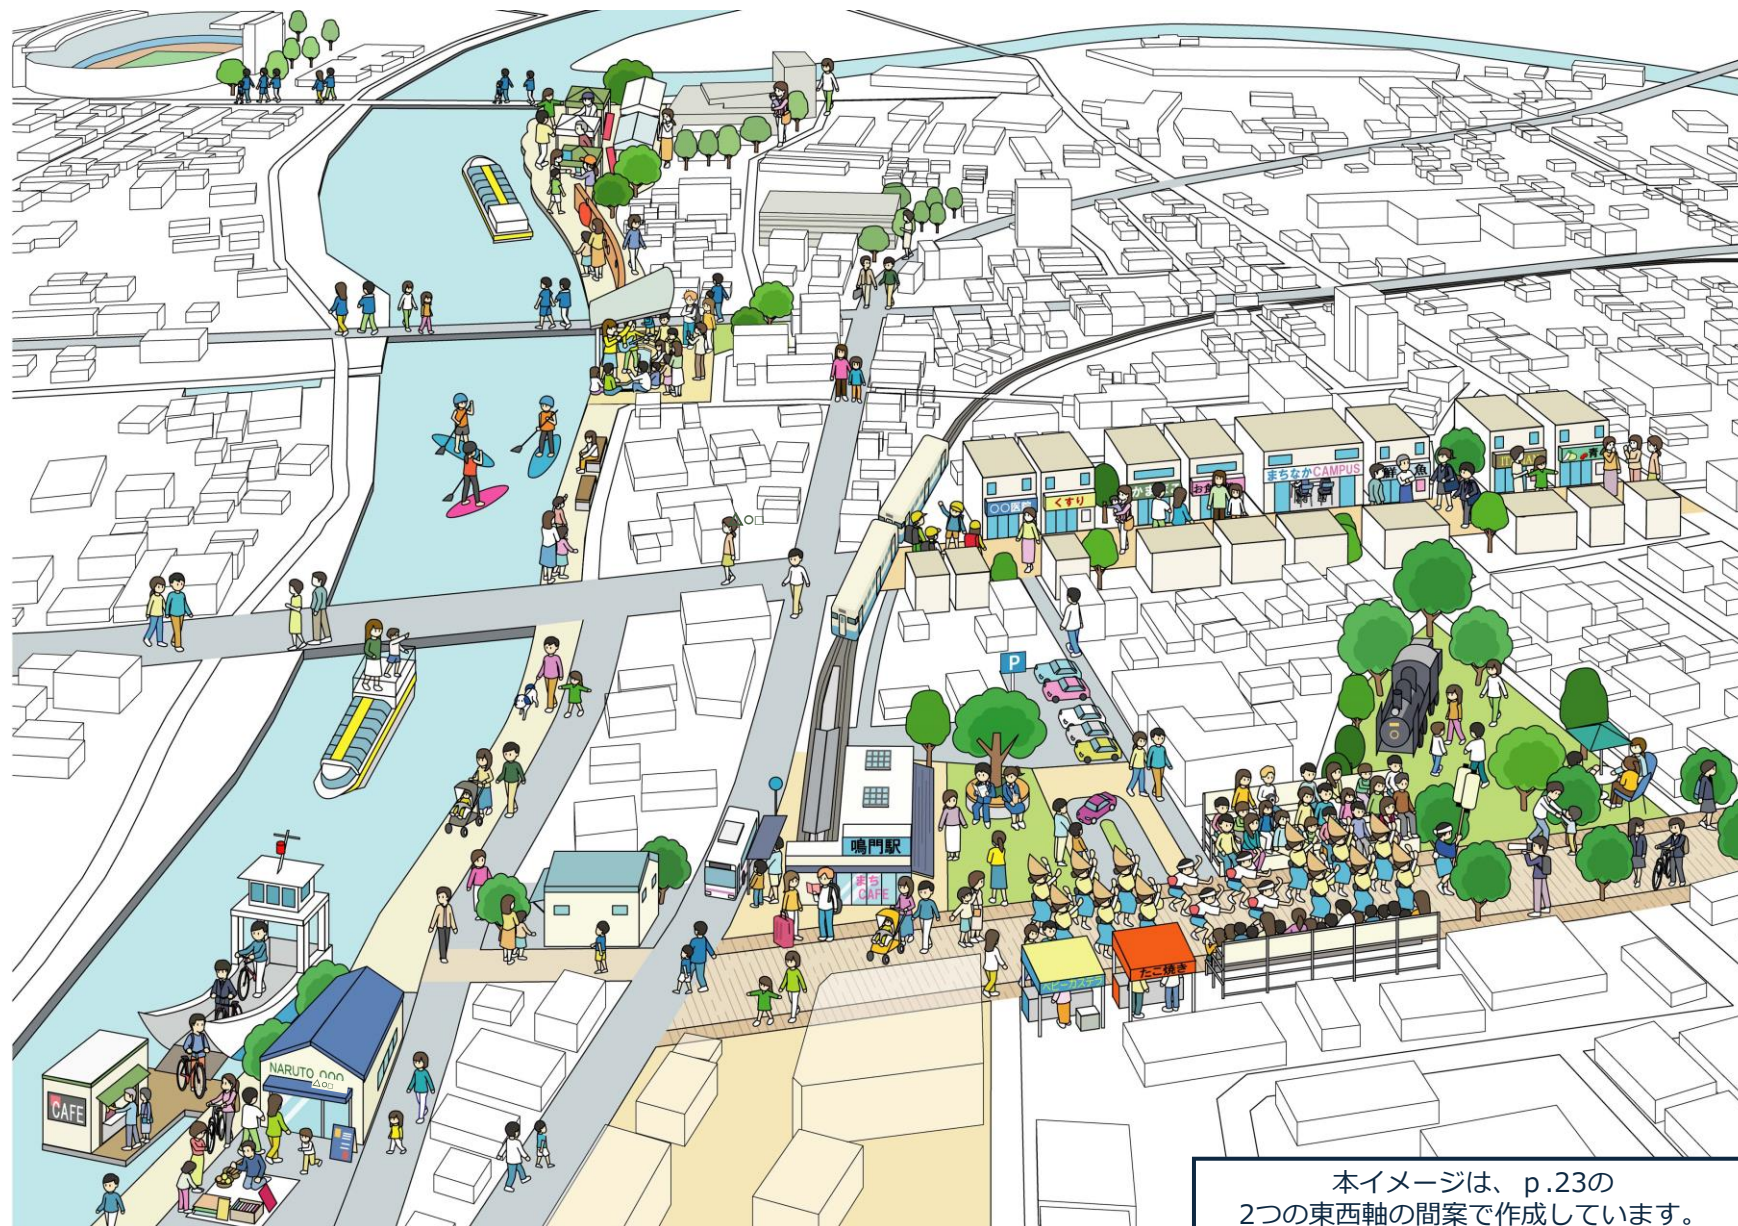 まちなかCAMPUS
鮮 魚
くすり
○○医
P
鳴門駅
まち
CAFE
たこ焼き
ベビーカステラ
NARUTO
CAFE
本イメージは、p.23の
2つの東西軸の間案で作成しています。